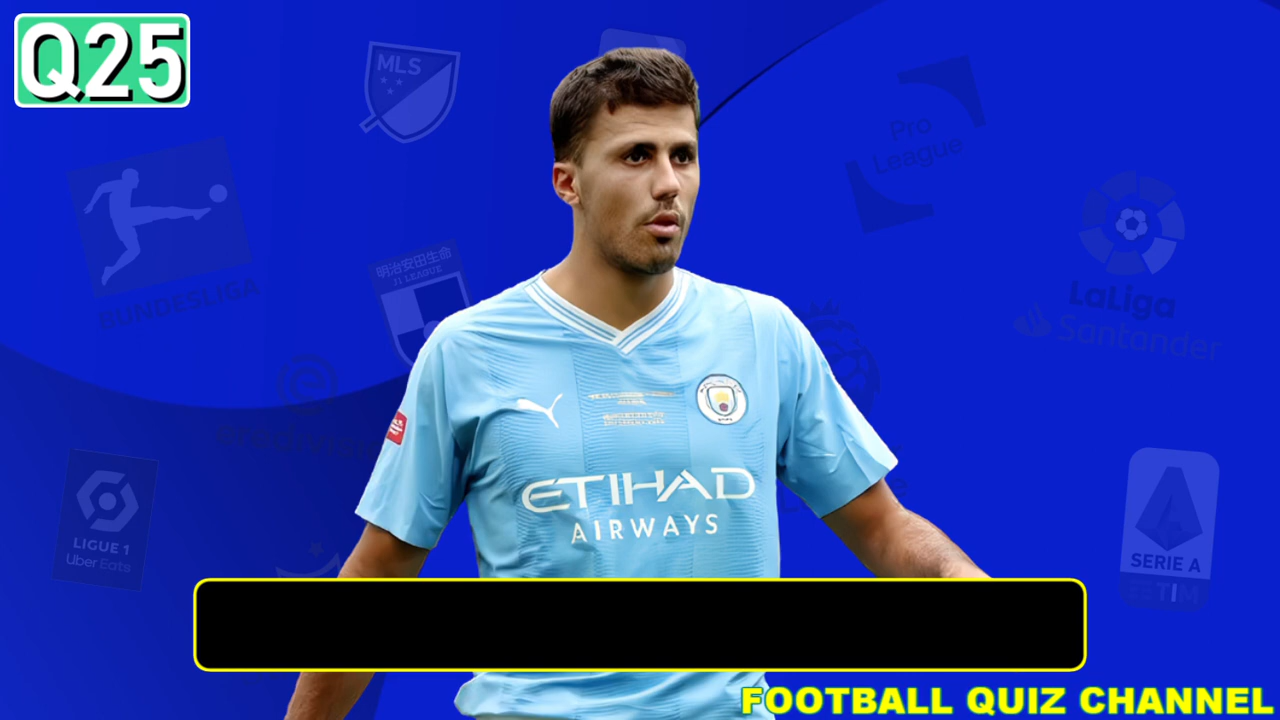 Q25
MLS
Pro
League
BUNDESLIGA
明治安田生命
J1 LEAGUE
LaLiga
Santander
eredivisie
ETIHAD
AIRWAYS
LIGUE 1
Uber Eats
SERIE A
TIM
FOOTBALL QUIZ CHANNEL